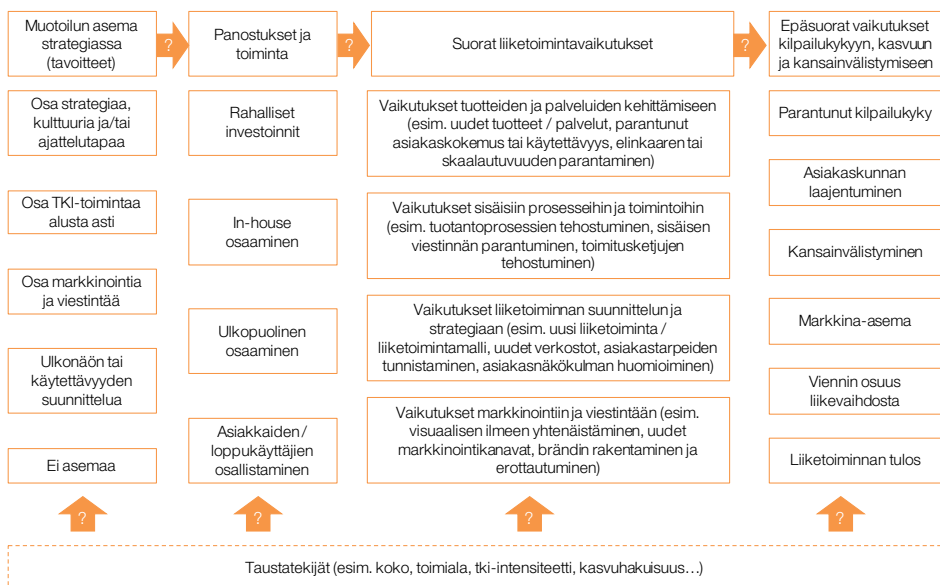 Muotoilun asema
strategiassa
(tavoitteet)
?
Panostukset ja
toiminta
?
Suorat liiketoimintavaikutukset
?
Epäsuorat vaikutukset
kilpailukykyyn, kasvuun
ja kansainvälistymiseen
Osa strategiaa,
kulttuuria ja/tai
ajattelutapaa
Osa TKI-toimintaa
alusta asti
Osa markkinointia
ja viestintää
Ulkonäön tai
käytettävyyden
suunnittelua
Ei asemaa
Rahalliset
investoinnit
In-house
osaaminen
Ulkopuolinen
osaaminen
Asiakkaiden /
loppukäyttäjien
osallistaminen
Vaikutukset tuotteiden ja palveluiden kehittämiseen
(esim. uudet tuotteet / palvelut, parantunut
asiakaskokemus tai käytettävyys, elinkaaren tai
skaalautuvuuden parantaminen)
Vaikutukset sisäisiin prosesseihin ja toimintoihin
(esim. tuotantoprosessien tehostuminen, sisäisen
viestinnän parantuminen, toimitusketjujen
tehostuminen)
Vaikutukset liiketoiminnan suunnittelun ja
strategiaan (esim. uusi liiketoiminta /
liiketoimintamalli, uudet verkostot, asiakastarpeiden
tunnistaminen, asiakasnäkökulman huomioiminen)
Vaikutukset markkinointiin ja viestintään (esim.
visuaalisen ilmeen yhtenäistäminen, uudet
markkinointikanavat, brändin rakentaminen ja
erottautuminen)
Parantunut kilpailukyky
Asiakaskunnan
laajentuminen
Kansainvälistyminen
Markkina-asema
Viennin osuus
liikevaihdosta
Liiketoiminnan tulos
?
?
?
?
Taustatekijät (esim. koko, toimiala, tki-intensiteetti, kasvuhakuisuus…)